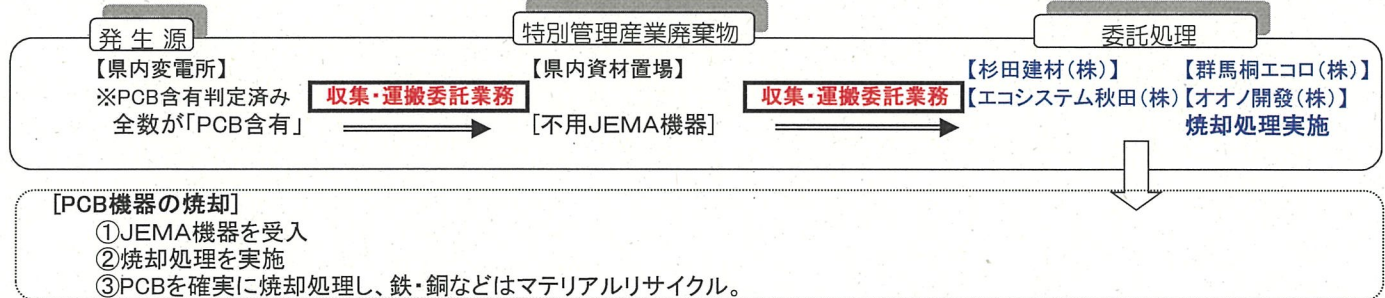 発生源
特別管理産業廃棄物
委託処理
【県内変電所】
※PCB含有判定済み
全数が「PCB含有」
収集・運搬委託業務
【県内資材置場】
[不用JEMA機器]
収集・運搬委託業務
【杉田建材(株)】
【群馬桐エコロ(株)】
【エコシステム秋田(株)
【オオノ開發(株)】
焼却処理実施
[PCB機器の焼却]
①JEMA機器を受入
②焼却処理を実施
③PCBを確実に焼却処理し、鉄・銅などはマテリアルリサイクル。